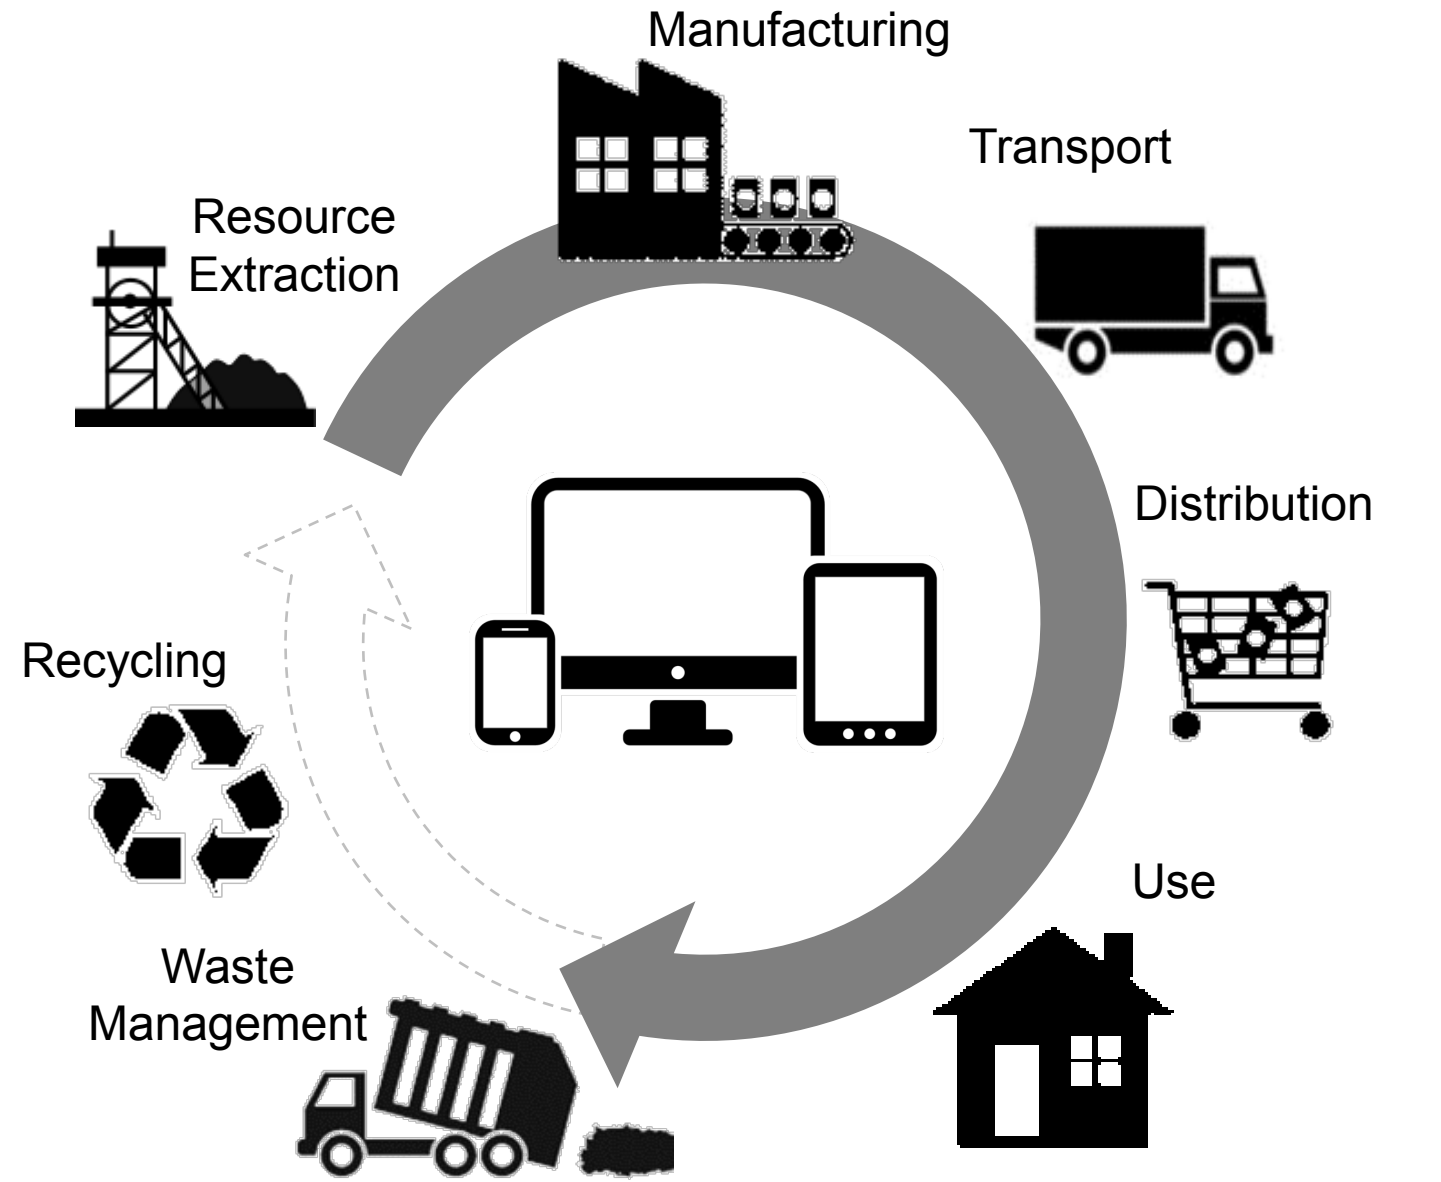 Manufacturing
Transport
Resource
Extraction
Distribution
Recycling
Use
Waste
Management